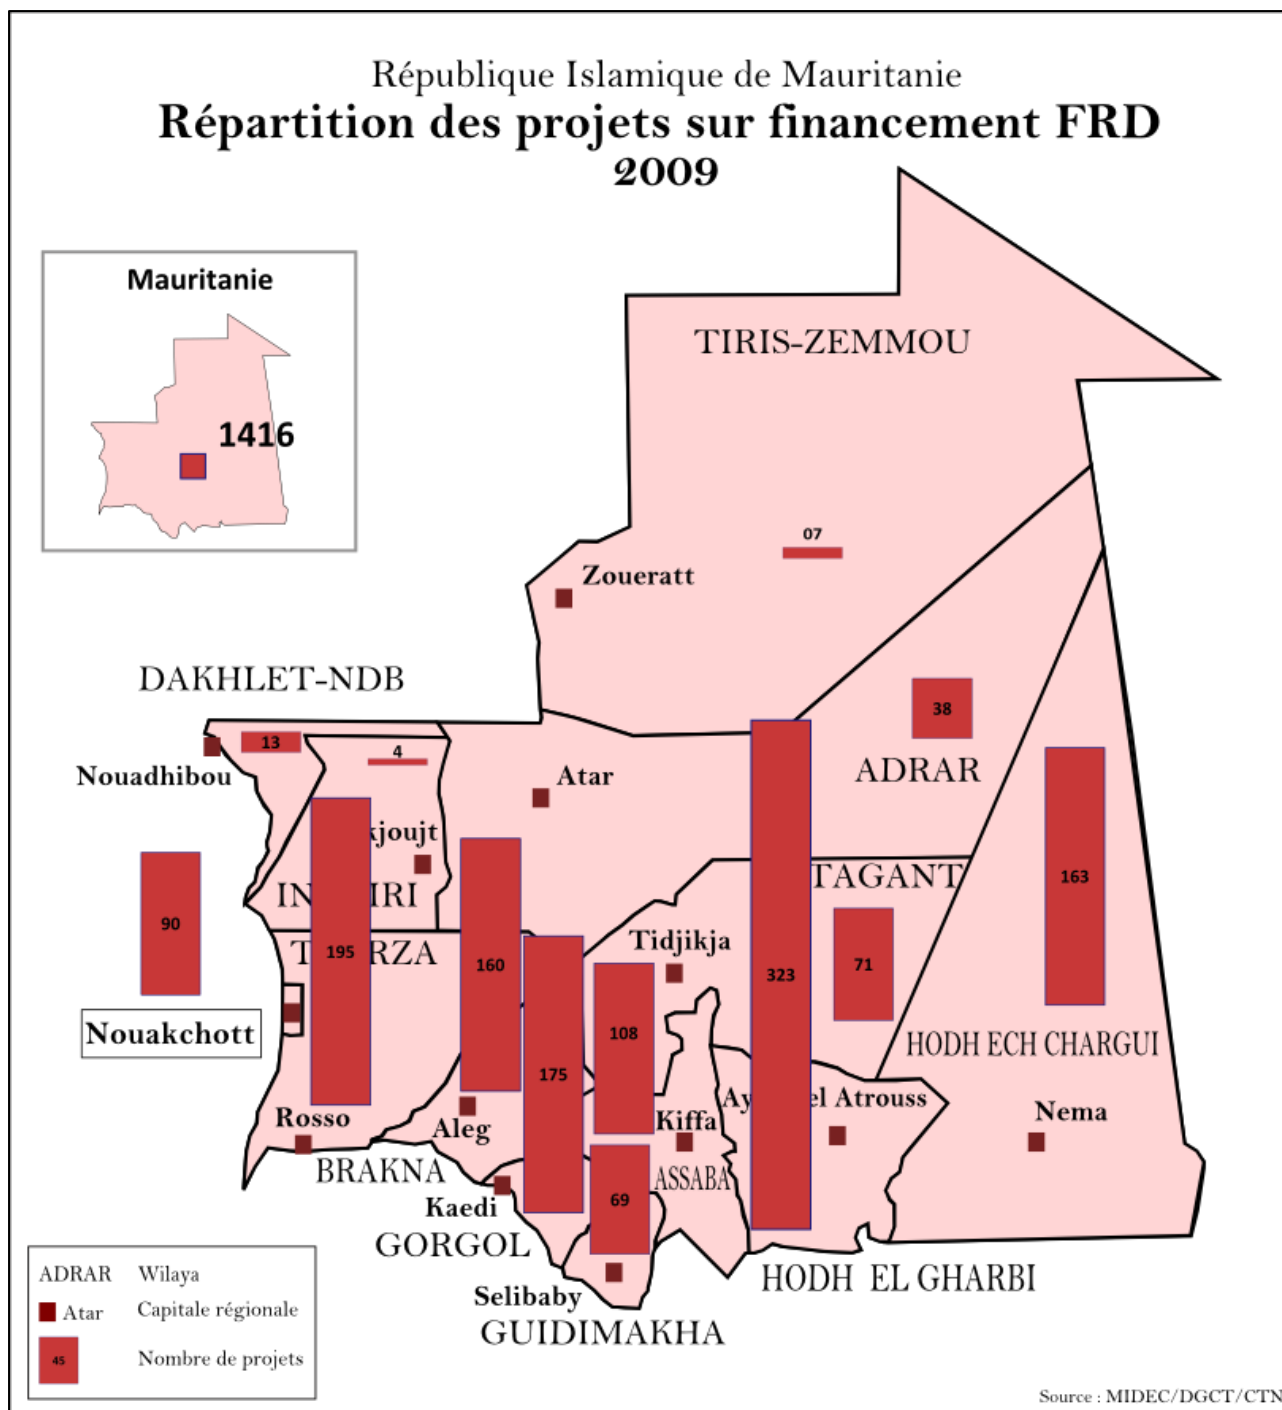 République Islamique de Mauritanie
Répartition des projets sur financement FRD
2009
Mauritanie
1416
TIRIS-ZEMMOU
07
Zoueratt
DAKHLET-NDB
38
13
4
Nouadhibou
Atar
ADRAR
kjoujt
TAGANT
163
IN IRI
90
195
160
Tidjikja
T RZA
71
323
Nouakchott
108
HODH ECH CHARGUI
175
Ay el Atrouss
Nema
Rosso
Aleg
Kiffa
BRAKNA
ASSABA
69
Kaedi
GORGOL
HODH EL GHARBI
Selibaby
GUIDIMAKHA
ADRAR Wilaya
Atar Capitale régionale
45 Nombre de projets
Source : MIDEC/DGCT/CTN